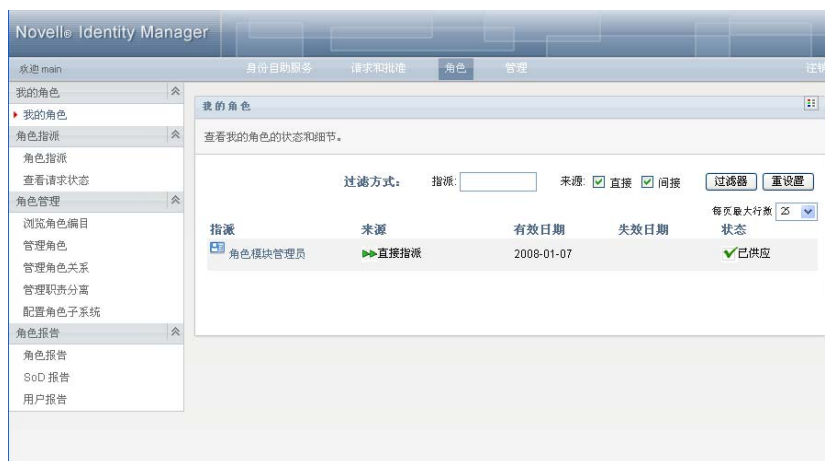 Novell® Identity Manager
欢迎 main
身份自助服务
请求和批准
角色
管理
注销
我的角色
我的角色
角色指派
角色指派
查看请求状态
角色管理
浏览角色编目
管理角色
管理角色关系
管理职责分离
配置角色子系统
角色报告
角色报告
SoD 报告
用户报告
我的角色
查看我的角色的状态和细节。
过滤方式: 指派: 来源: 直接 间接 过滤器 重设置
每页最大行数 25
指派 来源 有效日期 失效日期 状态
角色模块管理员 直接指派 2008-01-07 已供应